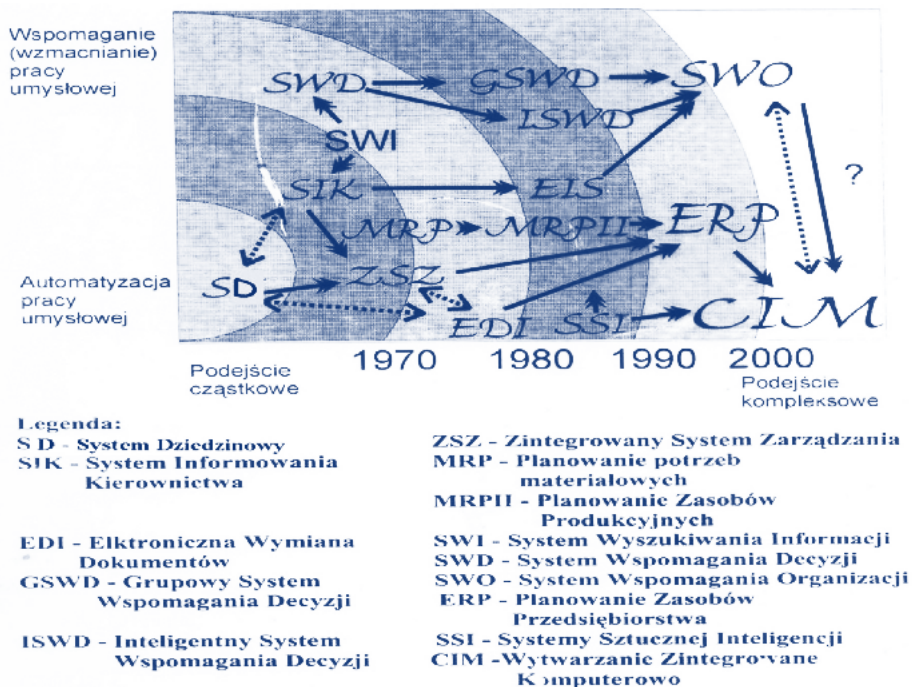 Wspomaganie
(wzmacnianie)
pracy
umysłowej
SWD
GSWD
SWO
ISWD
SWI
SIK
EIS
?
MRP
MRPII
ERP
SD
ZSZ
Automatyzacja
pracy
umysłowej
EDI
SSI
CIM
1970
1980
1990
2000
Podejście
cząstkowe
Podejście
kompleksowe
Legenda:
SD - System Dziedzinowy
SIK - System Informowania
Kierownictwa
EDI - Elktroniczna Wymiana
Dokumentów
GSWD - Grupowy System
Wspomagania Decyzji
ISWD - Inteligentny System
Wspomagania Decyzji
ZSZ - Zintegrowany System Zarządzania
MRP - Planowanie potrzeb
materiałowych
MRPII - Planowanie Zasobów
Produkcyjnych
SWI - System Wyszukiwania Informacji
SWD - System Wspomagania Decyzji
SWO - System Wspomagania Organizacji
ERP - Planowanie Zasobów
Przedsiębiorstwa
SSI - Systemy Sztucznej Inteligencji
CIM -Wytwarzanie Zintegrowane
Komputerowo